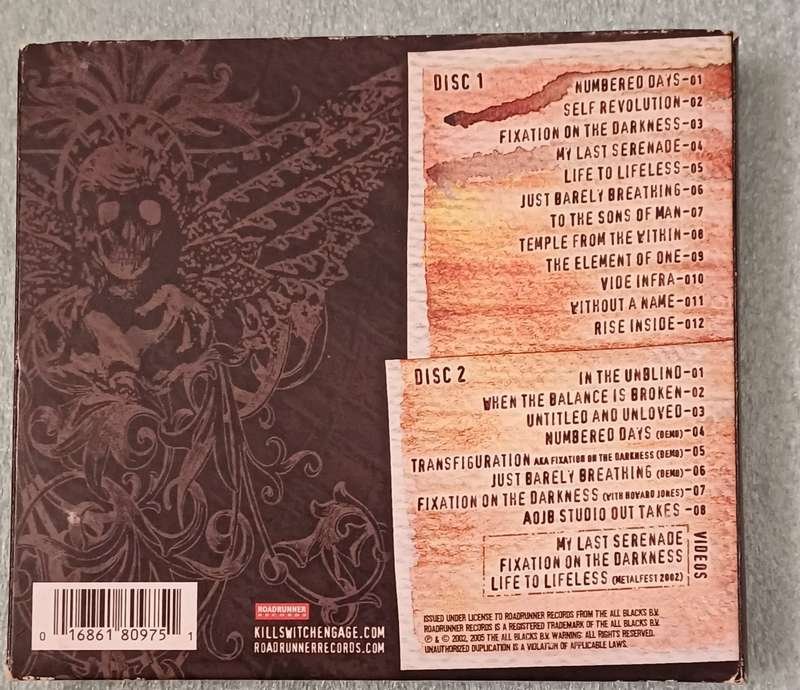 DISC 1
NUMBERED DAYS-01
SELF REVOLUTION-02
FIXATION ON THE DARKNESS-03
MY LAST SERENADE-04
LIFE TO LIFELESS-05
JUST BARELY BREATHING-06
TO THE SONS OF MAN-07
TEMPLE FROM THE WITHIN-08
THE ELEMENT OF ONE-09
VIDE INFRA-010
WITHOUT A NAME-011
RISE INSIDE-012
DISC 2
IN THE UNBLIND-01
WHEN THE BALANCE IS BROKEN-02
UNTITLED AND UNLOVED-03
NUMBERED DAYS (DEMO)-04
TRANSFIGURATION AKA FIXATION ON THE DARKNESS (DEMO)-05
JUST BARELY BREATHING (DEMO)-06
FIXATION ON THE DARKNESS (WITH HOWARD JONES)-07
AOJB STUDIO OUT TAKES-08
VIDEOS
MY LAST SERENADE
FIXATION ON THE DARKNESS
LIFE TO LIFELESS (METALFEST 2002)
ISSUED UNDER LICENSE TO ROADRUNNER RECORDS FROM THE ALL BLACKS B.V.
ROADRUNNER RECORDS IS A REGISTERED TRADEMARK OF THE ALL BLACKS B.V.
℗ & © 2002, 2005 THE ALL BLACKS B.V. WARNING: ALL RIGHTS RESERVED.
UNAUTHORIZED DUPLICATION IS A VIOLATION OF APPLICABLE LAWS.
ROADRUNNER
RECORDS
KILLSWITCHENGAGE.COM
ROADRUNNERRECORDS.COM
0 16861 80975 1